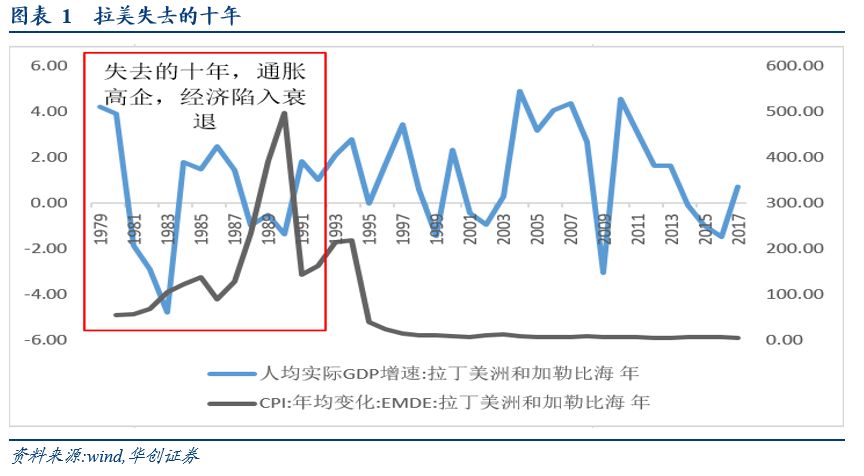 图表 1 拉美失去的十年
失去的十年，通胀
高企，经济陷入衰
退
6.00 600.00
4.00 500.00
2.00 400.00
0.00 300.00
-2.00 200.00
-4.00 100.00
-6.00 0.00
1979 1981 1983 1985 1987 1989 1991 1993 1995 1997 1999 2001 2003 2005 2007 2009 2011 2013 2015 2017
人均实际GDP增速:拉丁美洲和加勒比海 年
CPI:年均变化:EMDE:拉丁美洲和加勒比海 年
资料来源:wind,华创证券